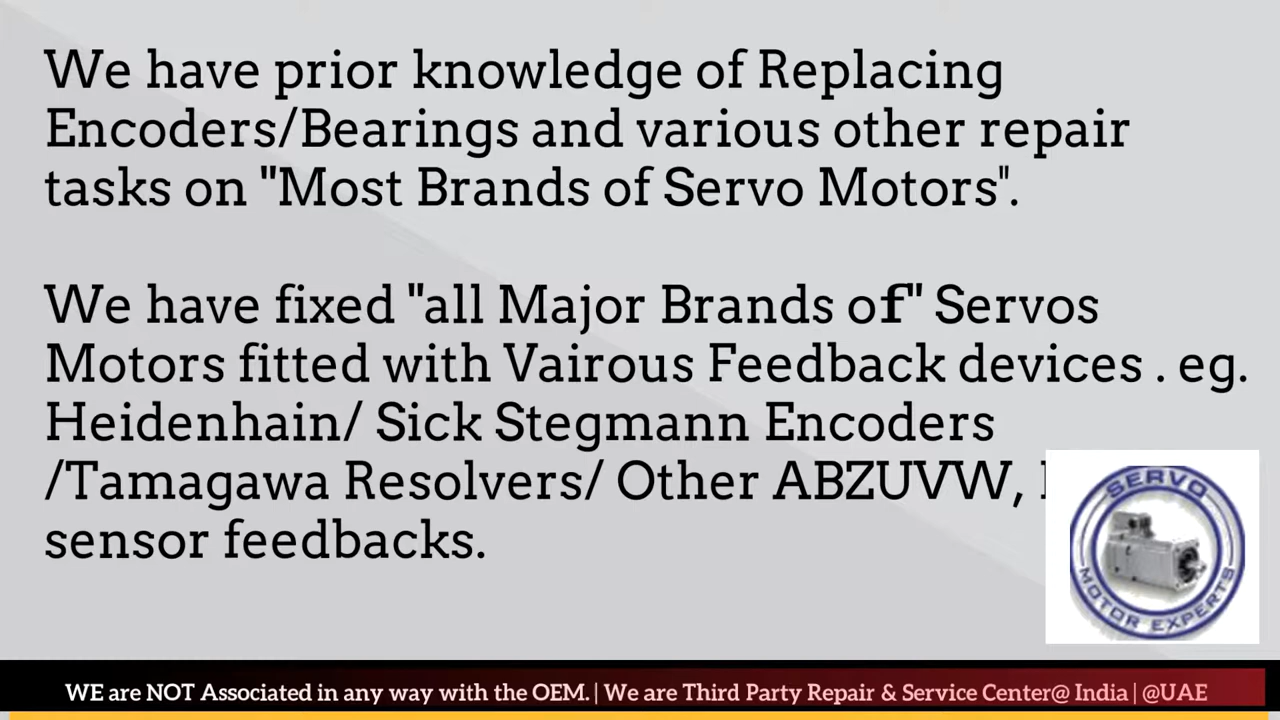 We have prior knowledge of Replacing
Encoders/Bearings and various other repair
tasks on "Most Brands of Servo Motors".
We have fixed "all Major Brands of" Servos
Motors fitted with Vairous Feedback devices . eg.
Heidenhain/ Sick Stegmann Encoders
/Tamagawa Resolvers/ Other ABZUVW,
sensor feedbacks.
SERVO
MOTOR EXPERTS
WE are NOT Associated in any way with the OEM. | We are Third Party Repair & Service Center@ India | @UAE